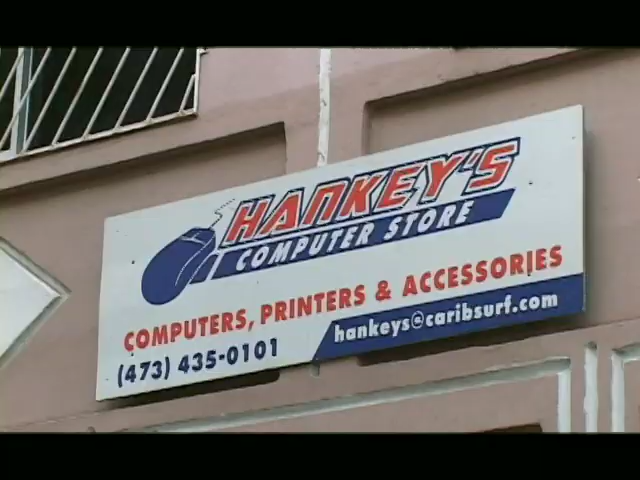 HANKEY'S
COMPUTER STORE
COMPUTERS, PRINTERS & ACCESSORIES
(473) 435-0101
hankeys@caribsurf.com